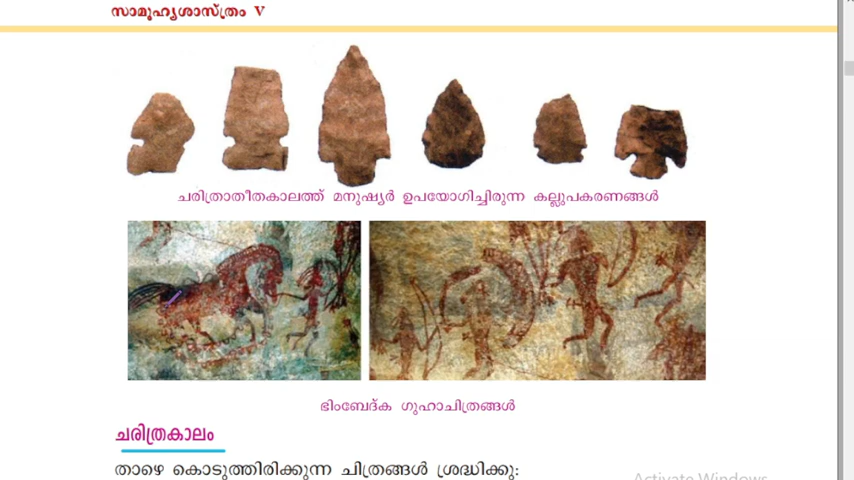 സാമൂഹ്യശാസ്ത്രം V
ചരിത്രാതീതകാലത്ത് മനുഷ്യർ ഉപയോഗിച്ചിരുന്ന കല്ലുപകരണങ്ങൾ
ഭിംബേദ്ക ഗുഹാചിത്രങ്ങൾ
ചരിത്രകാലം
താഴെ കൊടുത്തിരിക്കുന്ന ചിത്രങ്ങൾ ശ്രദ്ധിക്കൂ:
Activate Windows